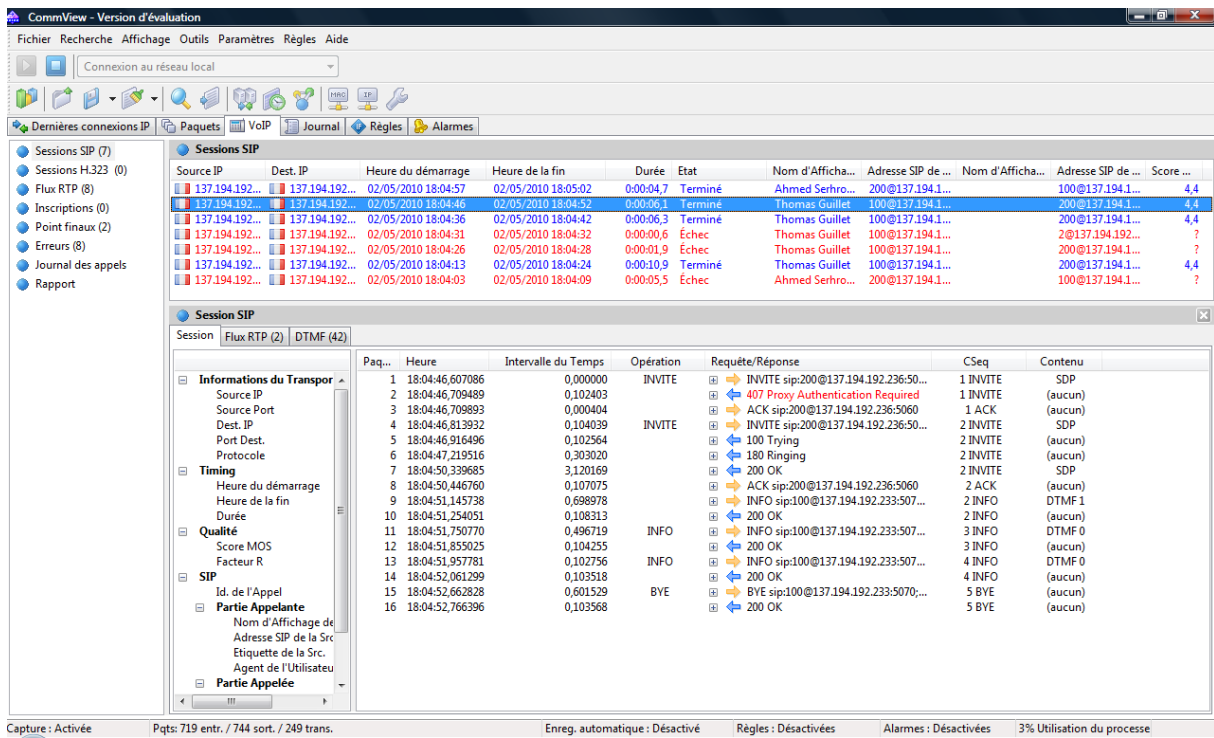 CommView - Version d'évaluation
Fichier Recherche Affichage Outils Paramètres Règles Aide
Connexion au réseau local
MAC IP
Dernières connexions IP Paquets VoIP Journal Règles Alarmes
Sessions SIP (7)
Sessions H.323 (0)
Flux RTP (8)
Inscriptions (0)
Point finaux (2)
Erreurs (8)
Journal des appels
Rapport
Sessions SIP
Source IP Dest. IP Heure du démarrage Heure de la fin Durée Etat Nom d'Afficha... Adresse SIP de ... Nom d'Afficha... Adresse SIP de ... Score ...
137.194.192... 137.194.192... 02/05/2010 18:04:57 02/05/2010 18:05:02 0:00:04,7 Terminé Ahmed Serhro... 200@137.194.1... 100@137.194.1... 4,4
137.194.192... 137.194.192... 02/05/2010 18:04:46 02/05/2010 18:04:52 0:00:06,1 Terminé Thomas Guillet 100@137.194.1... 200@137.194.1... 4,4
137.194.192... 137.194.192... 02/05/2010 18:04:36 02/05/2010 18:04:42 0:00:06,3 Terminé Thomas Guillet 100@137.194.1... 200@137.194.1... 4,4
137.194.192... 137.194.192... 02/05/2010 18:04:31 02/05/2010 18:04:32 0:00:00,6 Échec Thomas Guillet 100@137.194.1... 2@137.194.192... ?
137.194.192... 137.194.192... 02/05/2010 18:04:26 02/05/2010 18:04:28 0:00:01,9 Échec Thomas Guillet 100@137.194.1... 200@137.194.1... ?
137.194.192... 137.194.192... 02/05/2010 18:04:13 02/05/2010 18:04:24 0:00:10,9 Terminé Thomas Guillet 100@137.194.1... 200@137.194.1... 4,4
137.194.192... 137.194.192... 02/05/2010 18:04:03 02/05/2010 18:04:09 0:00:05,5 Échec Ahmed Serhro... 200@137.194.1... 100@137.194.1... ?
Session SIP
Session Flux RTP (2) DTMF (42)
Informations du Transpor
Source IP
Source Port
Dest. IP
Port Dest.
Protocole
Timing
Heure du démarrage
Heure de la fin
Durée
Qualité
Score MOS
Facteur R
SIP
Id. de l'Appel
Partie Appelante
Nom d'Affichage de
Adresse SIP de la Src
Etiquette de la Src.
Agent de l'Utilisateu
Partie Appelée
Paq... Heure Intervalle du Temps Opération Requête/Réponse CSeq Contenu
1 18:04:46,607086 0,000000 INVITE INVITE sip:200@137.194.192.236:50... 1 INVITE SDP
2 18:04:46,709489 0,102403 407 Proxy Authentication Required 1 INVITE (aucun)
3 18:04:46,709893 0,000404 ACK sip:200@137.194.192.236:5060 1 ACK (aucun)
4 18:04:46,813932 0,104039 INVITE INVITE sip:200@137.194.192.236:50... 2 INVITE SDP
5 18:04:46,916496 0,102564 100 Trying 2 INVITE (aucun)
6 18:04:47,219516 0,303020 180 Ringing 2 INVITE (aucun)
7 18:04:50,339685 3,120169 200 OK 2 INVITE SDP
8 18:04:50,446760 0,107075 ACK sip:200@137.194.192.236:5060 2 ACK (aucun)
9 18:04:51,145738 0,698978 INFO sip:100@137.194.192.233:507... 2 INFO DTMF 1
10 18:04:51,254051 0,108313 200 OK 2 INFO (aucun)
11 18:04:51,750770 0,496719 INFO INFO sip:100@137.194.192.233:507... 3 INFO DTMF 0
12 18:04:51,855025 0,104255 200 OK 3 INFO (aucun)
13 18:04:51,957781 0,102756 INFO INFO sip:100@137.194.192.233:507... 4 INFO DTMF 0
14 18:04:52,061299 0,103518 200 OK 4 INFO (aucun)
15 18:04:52,662828 0,601529 BYE BYE sip:100@137.194.192.233:5070;... 5 BYE (aucun)
16 18:04:52,766396 0,103568 200 OK 5 BYE (aucun)
Capture : Activée Pqts: 719 entr. / 744 sort. / 249 trans. Enreg. automatique : Désactivé Règles : Désactivées Alarmes : Désactivées 3% Utilisation du processe